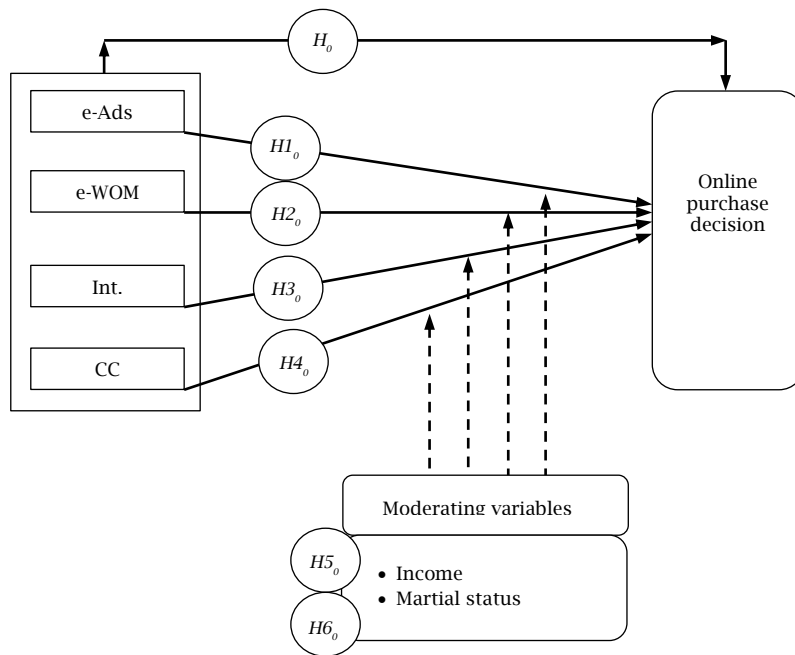 H₀
e-Ads
H1₀
e-WOM
H2₀
Online
purchase
decision
Int.
H3₀
CC
H4₀
Moderating variables
H5₀
• Income
• Martial status
H6₀